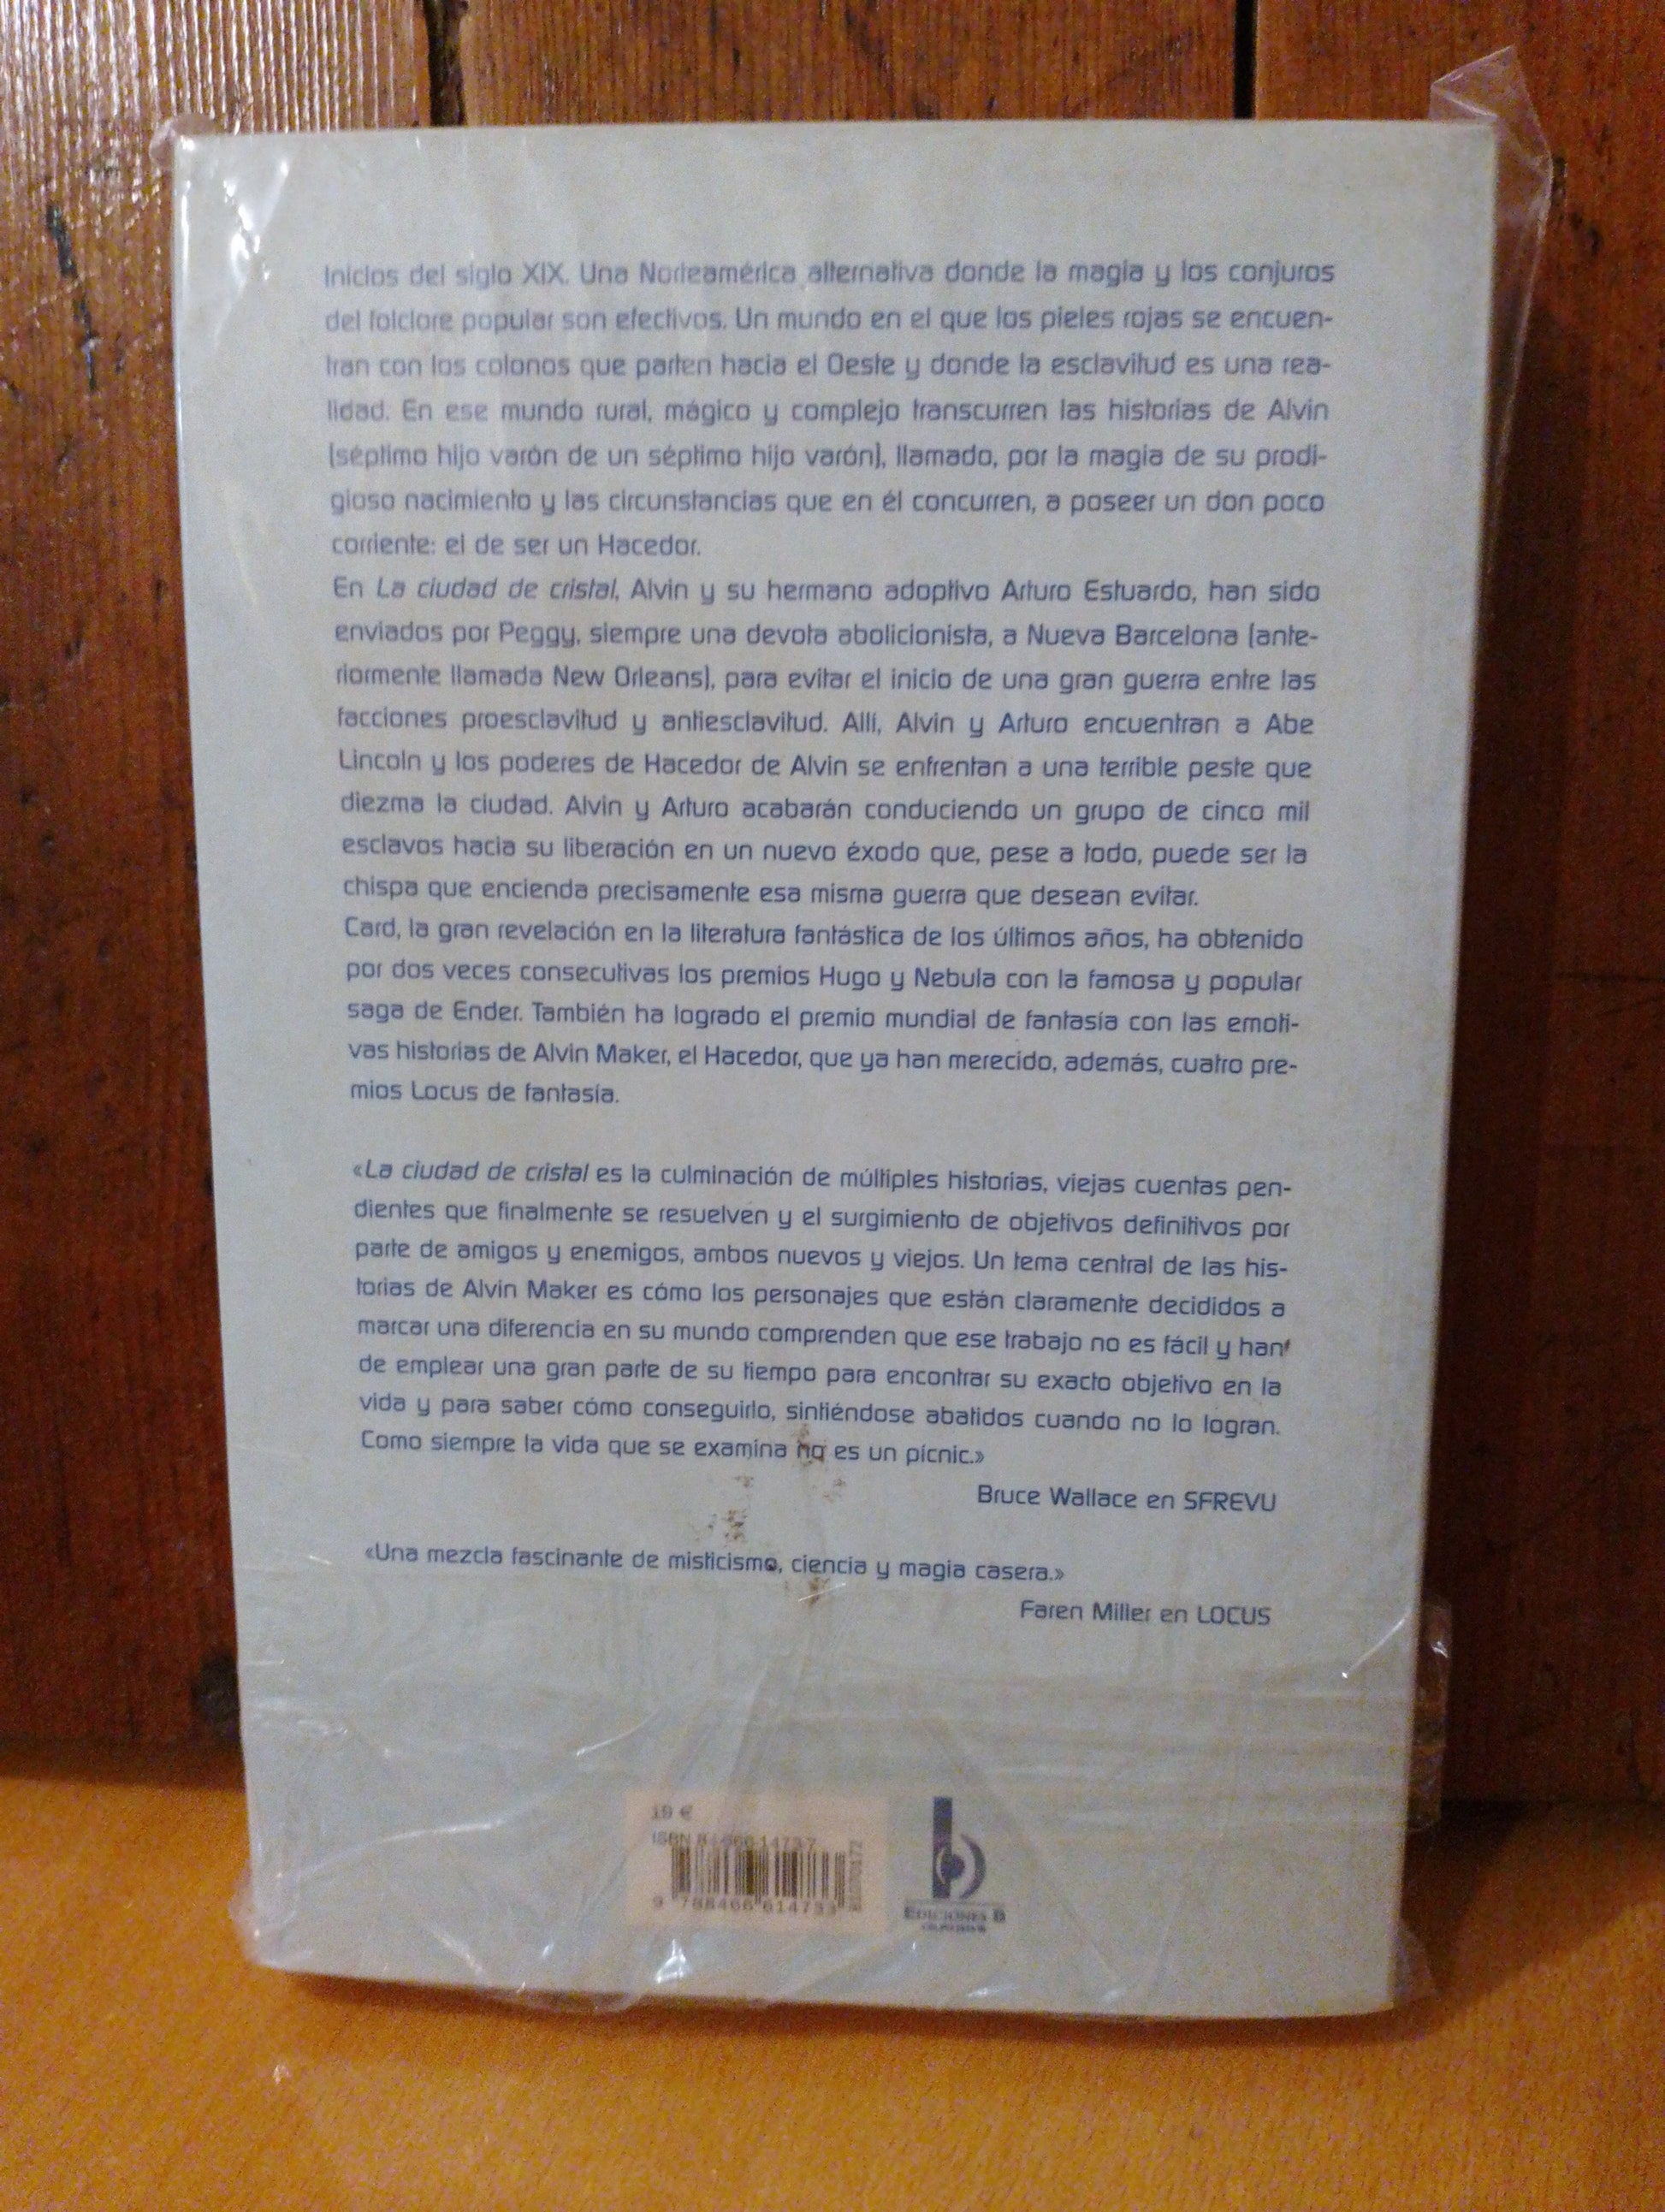 Inicios del siglo XIX. Una Norteamérica alternativa donde la magia y los conjuros
del folclore popular son efectivos. Un mundo en el que los pieles rojas se encuen-
tran con los colonos que parten hacia el Oeste y donde la esclavitud es una rea-
lidad. En ese mundo rural, mágico y complejo transcurren las historias de Alvin
(séptimo hijo varón de un séptimo hijo varón), llamado, por la magia de su prodi-
gioso nacimiento y las circunstancias que en él concurren, a poseer un don poco
corriente: el de ser un Hacedor.
En La ciudad de cristal, Alvin y su hermano adoptivo Arturo Estuardo, han sido
enviados por Peggy, siempre una devota abolicionista, a Nueva Barcelona (ante-
riormente llamada New Orleans), para evitar el inicio de una gran guerra entre las
facciones proesclavitud y antiesclavitud. Allí, Alvin y Arturo encuentran a Abe
Lincoln y los poderes de Hacedor de Alvin se enfrentan a una terrible peste que
diezma la ciudad. Alvin y Arturo acabarán conduciendo un grupo de cinco mil
esclavos hacia su liberación en un nuevo éxodo que, pese a todo, puede ser la
chispa que encienda precisamente esa misma guerra que desean evitar.
Card, la gran revelación en la literatura fantástica de los últimos años, ha obtenido
por dos veces consecutivas los premios Hugo y Nebula con la famosa y popular
saga de Ender. También ha logrado el premio mundial de fantasía con las emoti-
vas historias de Alvin Maker, el Hacedor, que ya han merecido, además, cuatro pre-
mios Locus de fantasía.
«La ciudad de cristal es la culminación de múltiples historias, viejas cuentas pen-
dientes que finalmente se resuelven y el surgimiento de objetivos definitivos por
parte de amigos y enemigos, ambos nuevos y viejos. Un tema central de las his-
torias de Alvin Maker es cómo los personajes que están claramente decididos a
marcar una diferencia en su mundo comprenden que ese trabajo no es fácil y han
de emplear una gran parte de su tiempo para encontrar su exacto objetivo en la
vida y para saber cómo conseguirlo, sintiéndose abatidos cuando no lo logran.
Como siempre la vida que se examina no es un pícnic.»
Bruce Wallace en SFREVU
«Una mezcla fascinante de misticismo, ciencia y magia casera.»
Faren Miller en LOCUS
19 €
ISBN
9 788466 614733
EDICIONES B